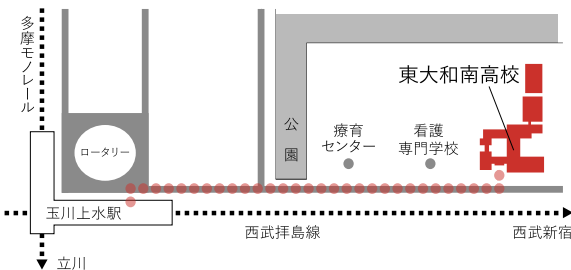 多摩モノレール
東大和南高校
公園
療育
センター
看護
専門学校
ロータリー
玉川上水駅
西武拝島線
西武新宿
立川